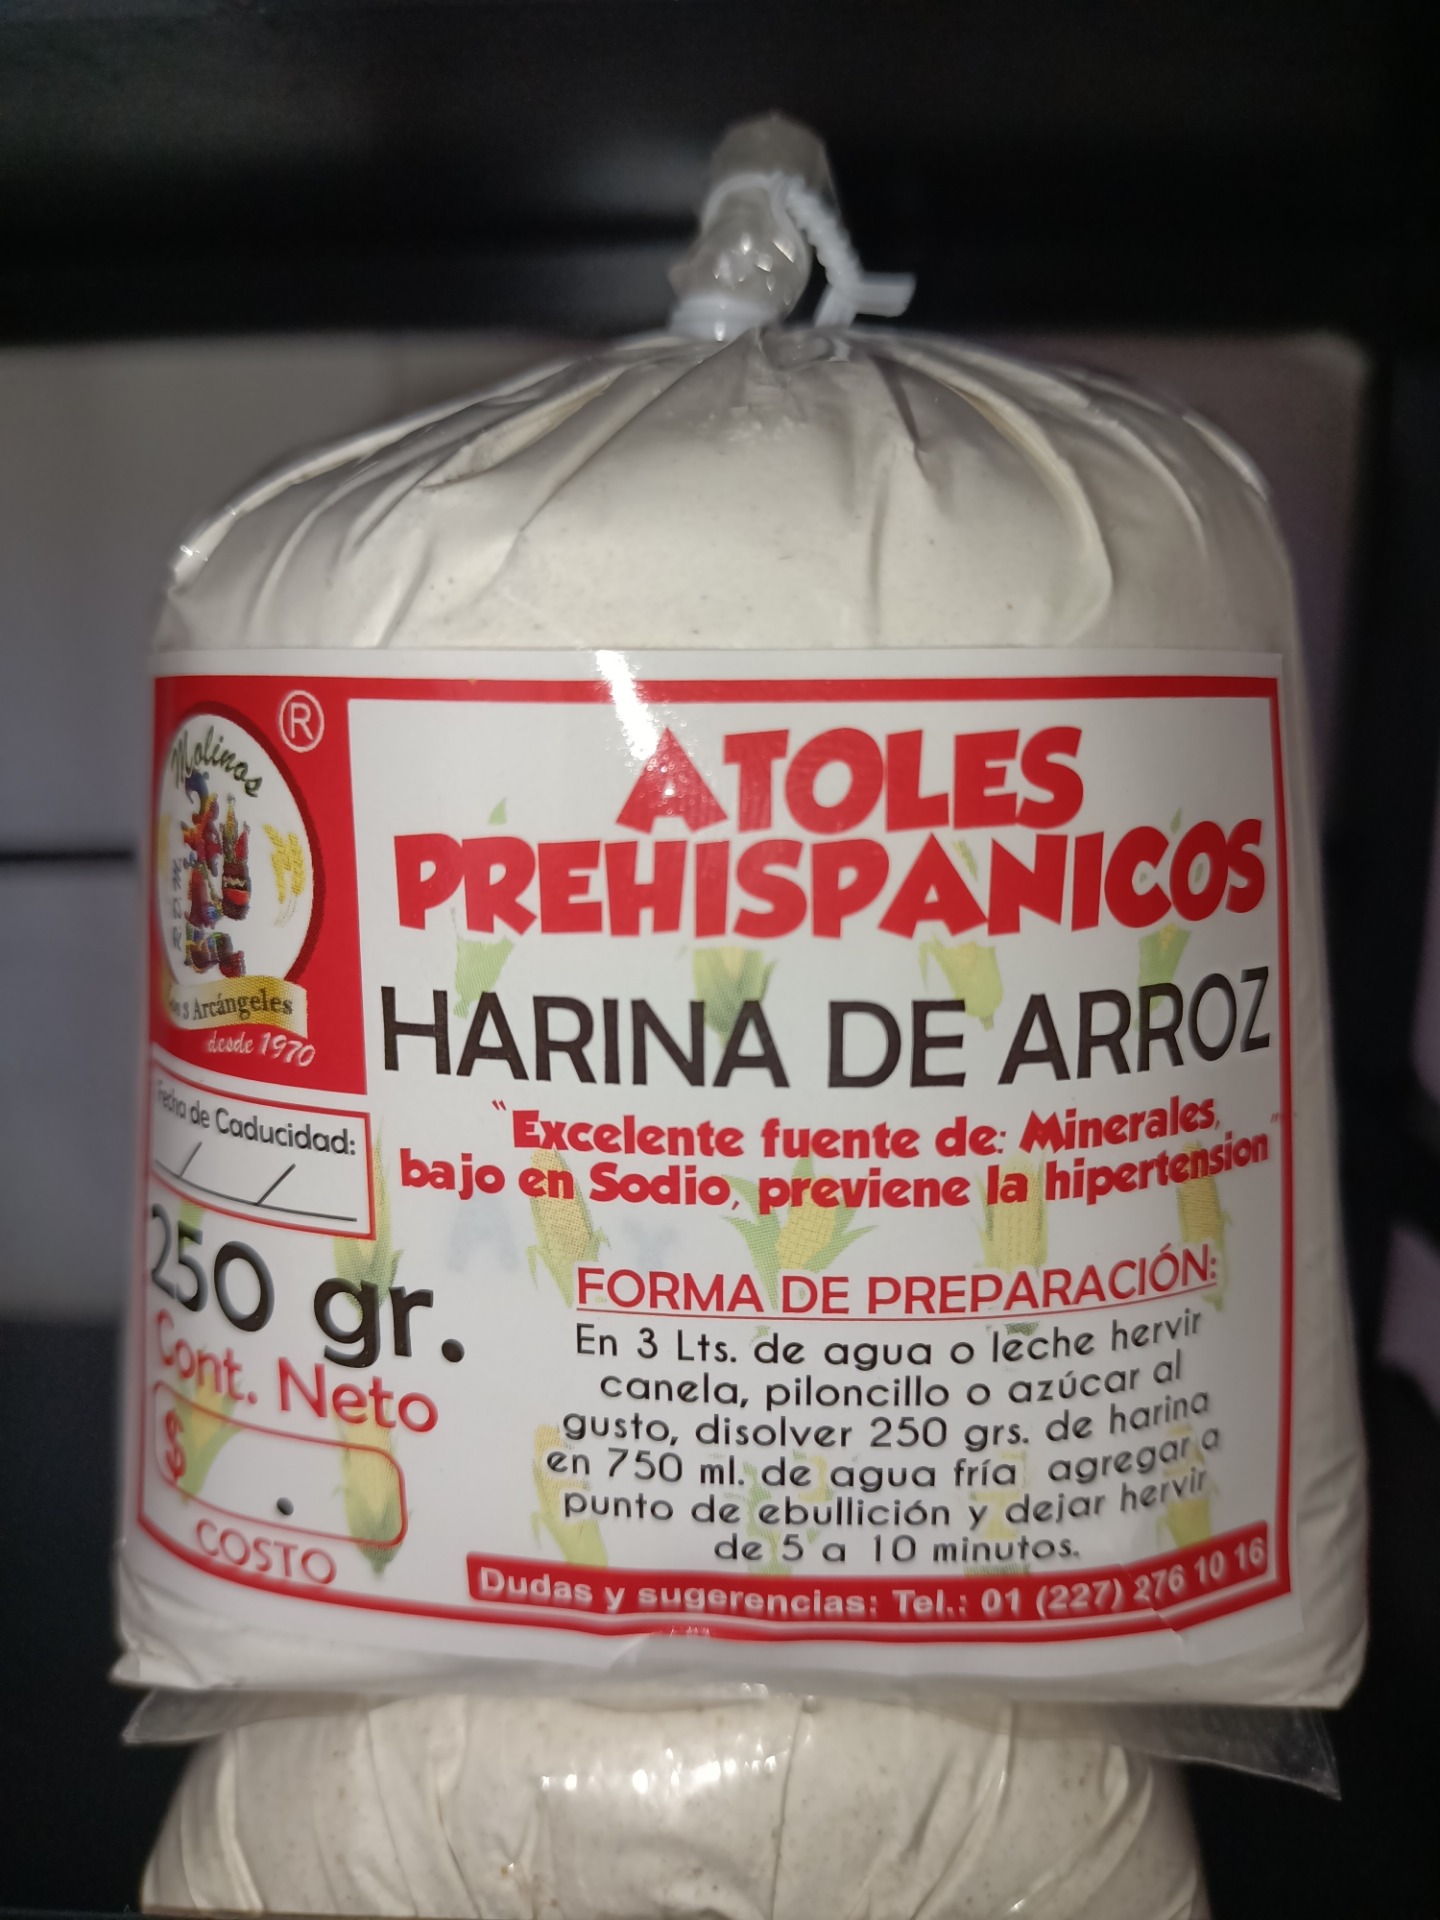 Molinos
®
3 Arcángeles
desde 1970
Fecha de Caducidad:
250 gr.
Cont. Neto
$ .
COSTO
ATOLES
PREHISPANICOS
HARINA DE ARROZ
"Excelente fuente de: Minerales,
bajo en Sodio, previene la hipertension"
FORMA DE PREPARACIÓN:
En 3 Lts. de agua o leche hervir
canela, piloncillo o azúcar al
gusto, disolver 250 grs. de harina
en 750 ml. de agua fría agregar a
punto de ebullición y dejar hervir
de 5 a 10 minutos.
Dudas y sugerencias: Tel.: 01 (227) 276 10 16